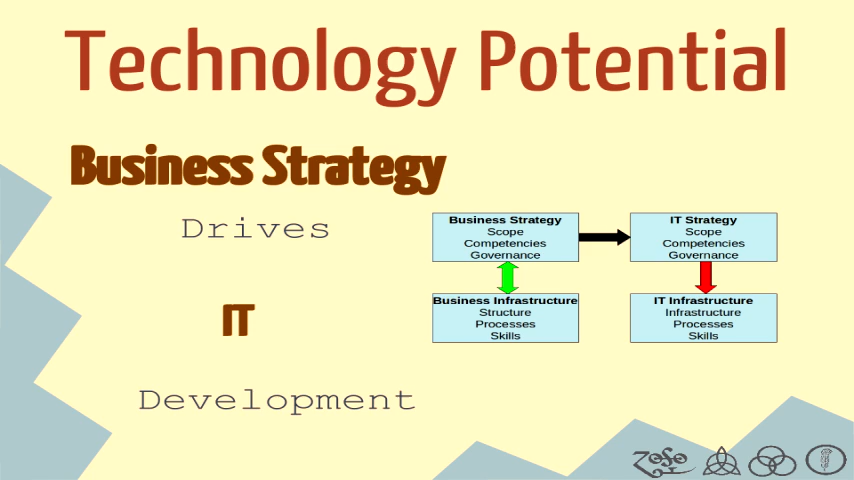 Technology Potential
Business Strategy
Drives
IT
Development
Business Strategy
Scope
Competencies
Governance
IT Strategy
Scope
Competencies
Governance
Business Infrastructure
Structure
Processes
Skills
IT Infrastructure
Infrastructure
Processes
Skills
ZoSo